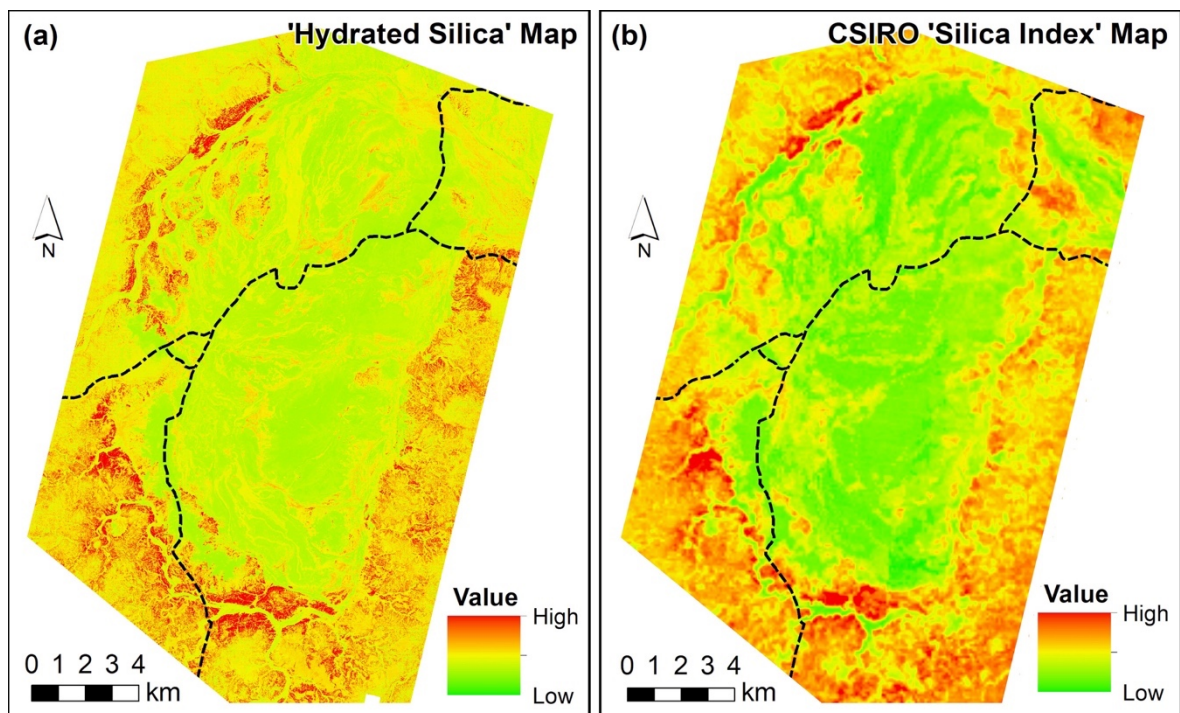 (a) 'Hydrated Silica' Map
N
Value
High
Low
0 1 2 3 4
km
(b) CSIRO 'Silica Index' Map
N
Value
High
Low
0 1 2 3 4
km